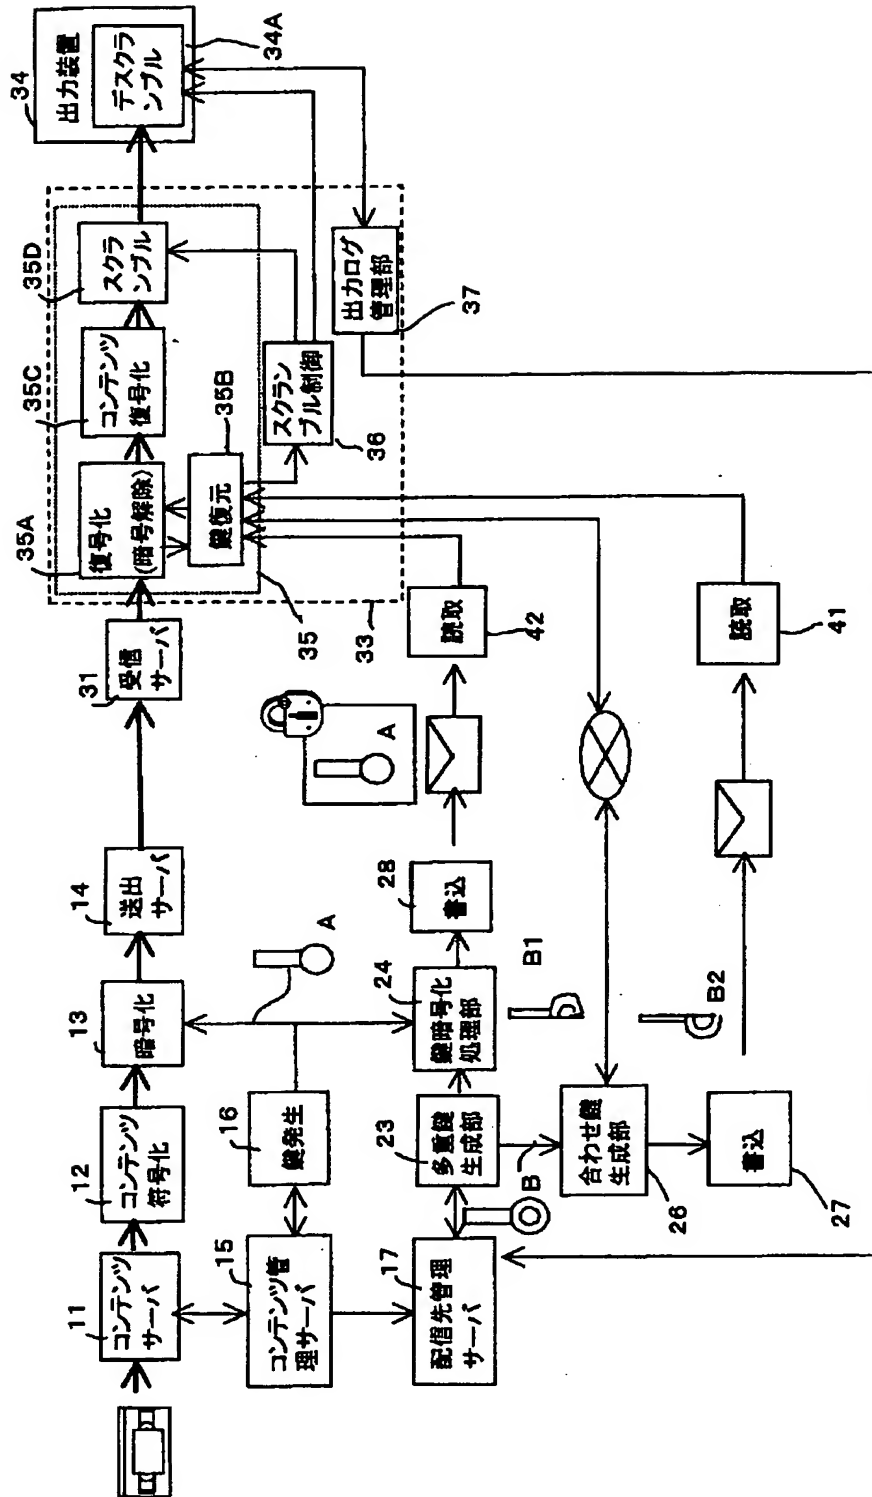 11
コンテンツ
サーバ
12
コンテンツ
符号化
13
暗号化
14
送出
サーバ
31
受信
サーバ
35A
復号化
(暗号解除)
35C
コンテンツ
復号化
35D
スクラ
ンブル
34
出力装置
デスクラ
ンブル
34A
15
コンテンツ管
理サーバ
16
鍵発生
A
A
鍵復元
35B
35
33
スクラン
ブル制御
36
出力ログ
管理部
37
17
配信先管理
サーバ
23
多重鍵
生成部
24
鍵暗号化
処理部
28
書込
読取
42
B
B1
26
合わせ鍵
生成部
B2
書込
27
読取
41